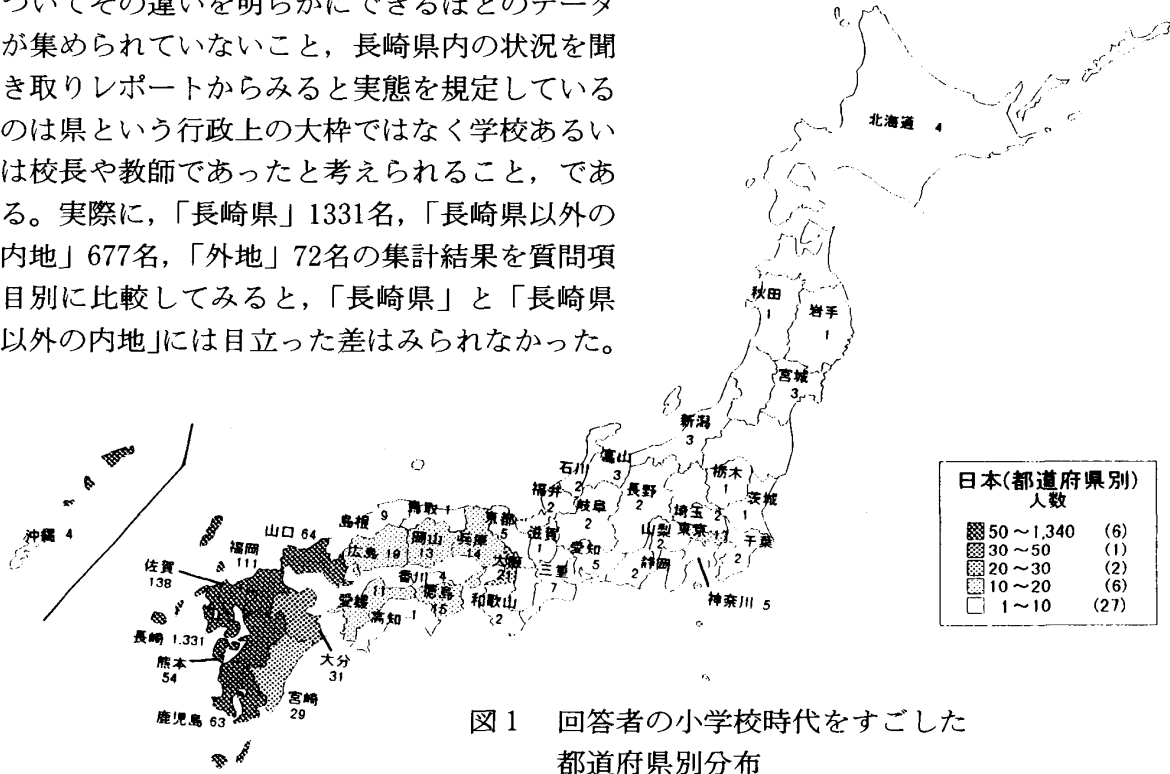 ついてその違いを明らかにできるほどのデータ
が集められていないこと，長崎県内の状況を聞
き取りレポートからみると実態を規定している
のは県という行政上の大枠ではなく学校あるい
は校長や教師であったと考えられること，であ
る。実際に，「長崎県」1331名，「長崎県以外の
内地」677名，「外地」72名の集計結果を質問項
目別に比較してみると，「長崎県」と「長崎県
以外の内地」には目立った差はみられなかった。
北海道 4
秋田
1
岩手
1
宮城
3
新潟
3
富山
3
石川
2
福井
2
岐阜
2
長野
2
栃木
1
茨城
1
埼玉 2
東京
山梨
2
千葉
2
神奈川 5
静岡
2
愛知
5
滋賀
1
三重
7
京都
5
大阪
21
和歌山
2
兵庫
14
鳥取 1
岡山
13
島根 9
広島 19
山口 64
香川 4
徳島
15
愛媛 11
高知 1
福岡
111
佐賀
138
長崎 1,331
熊本
54
大分
31
宮崎
29
鹿児島 63
沖縄 4
日本(都道府県別)
人数
50～1,340 (6)
30～50 (1)
20～30 (2)
10～20 (6)
1～10 (27)
図1 回答者の小学校時代をすごした
都道府県別分布